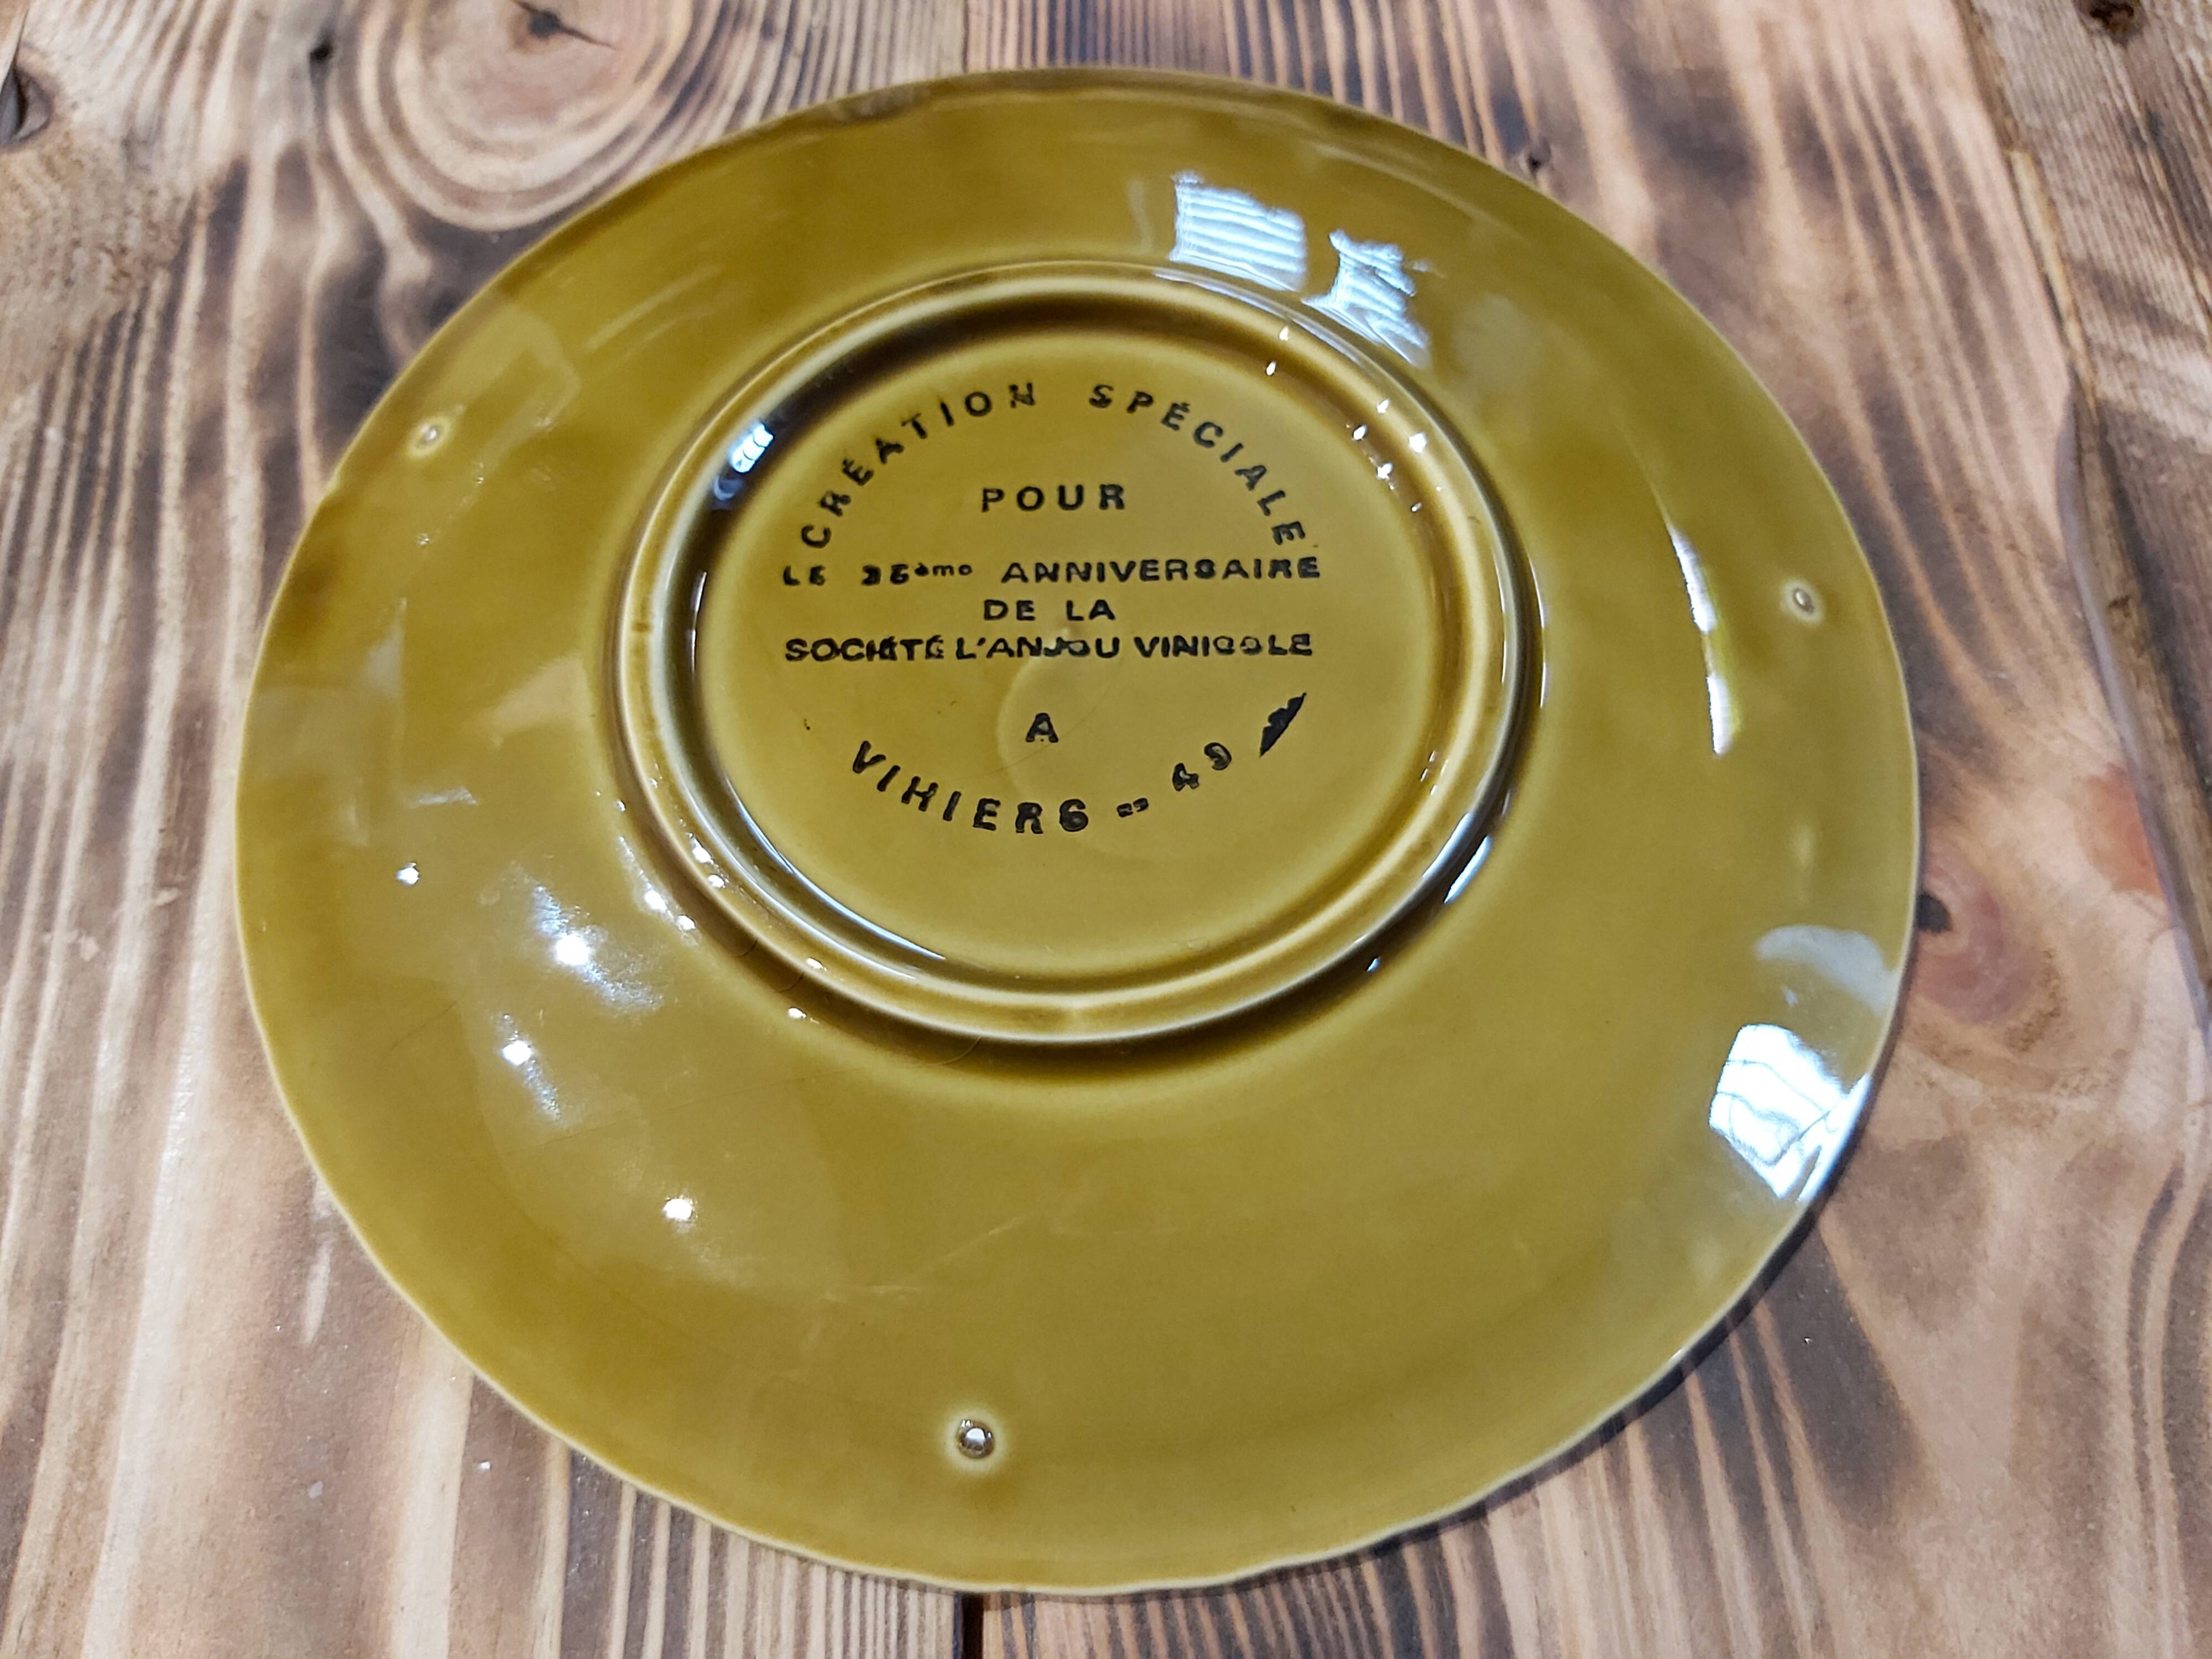 CRÉATION SPÉCIALE
POUR
LE 25ème ANNIVERSAIRE
DE LA
SOCIÉTÉ L'ANJOU VINICOLE
A
VIHIERS - 49